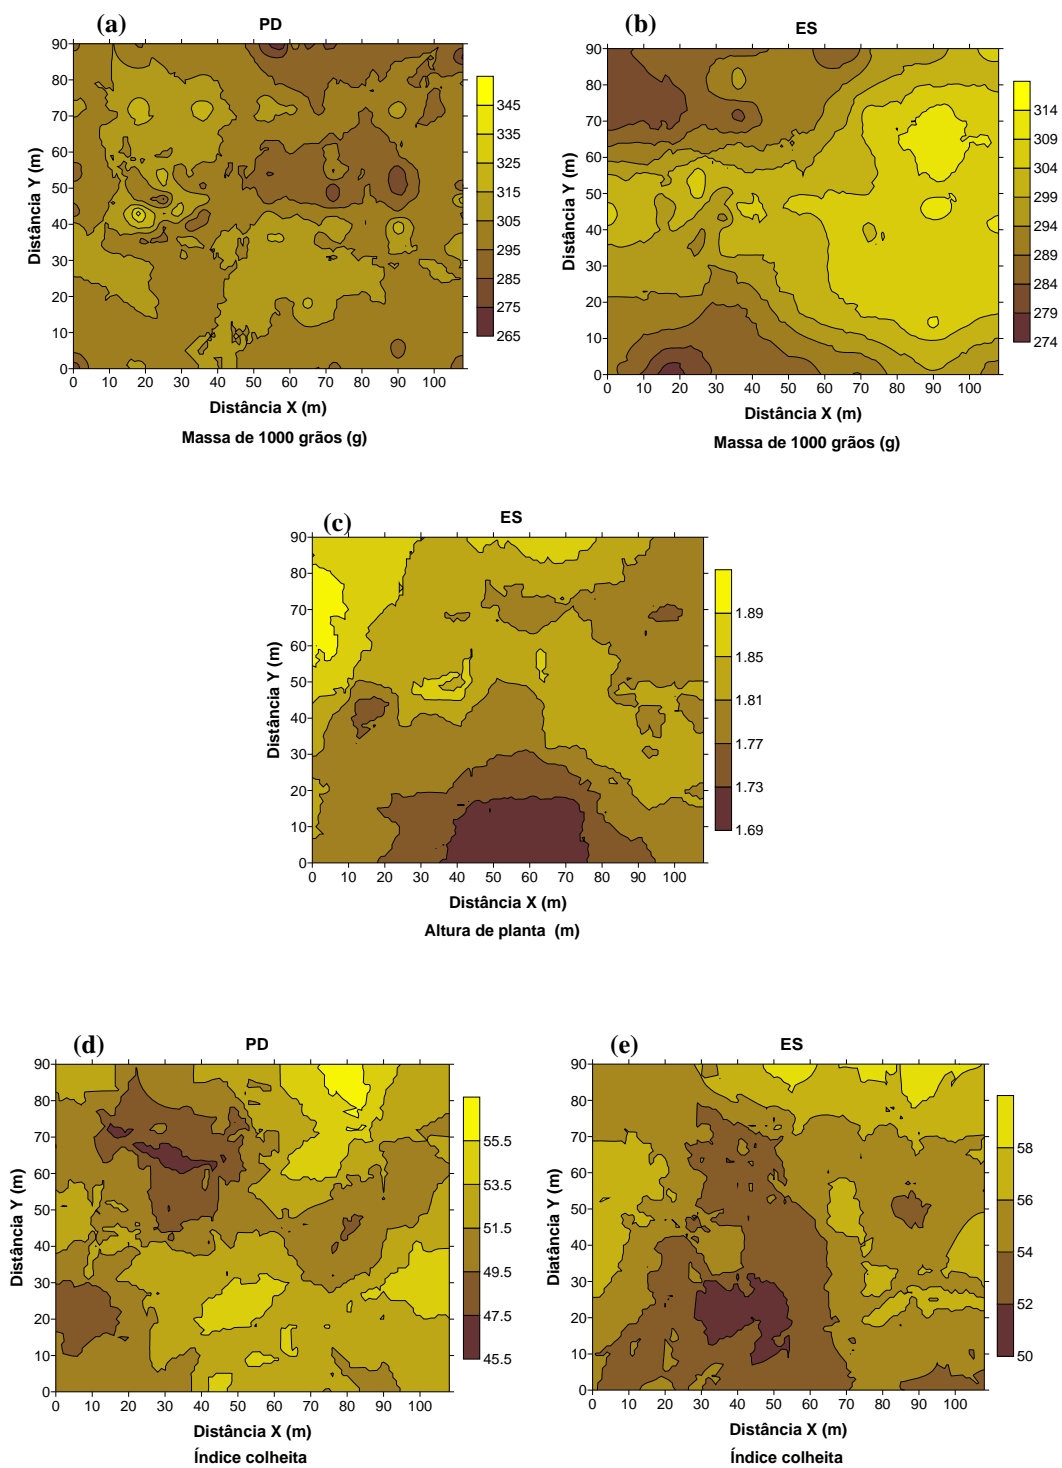 (a)
PD
90
80
70
60
50
40
30
20
10
0
0 10 20 30 40 50 60 70 80 90 100
Distância Y (m)
Distância X (m)
345
335
325
315
305
295
285
275
265
Massa de 1000 grãos (g)
(b)
ES
90
80
70
60
50
40
30
20
10
0
0 10 20 30 40 50 60 70 80 90 100
Distância Y (m)
Distância X (m)
314
309
304
299
294
289
284
279
274
Massa de 1000 grãos (g)
(c)
ES
90
80
70
60
50
40
30
20
10
0
0 10 20 30 40 50 60 70 80 90 100
Distância Y (m)
Distância X (m)
1.89
1.85
1.81
1.77
1.73
1.69
Altura de planta (m)
(d)
PD
90
80
70
60
50
40
30
20
10
0
0 10 20 30 40 50 60 70 80 90 100
Distância Y (m)
Distância X (m)
55.5
53.5
51.5
49.5
47.5
45.5
Índice colheita
(e)
ES
90
80
70
60
50
40
30
20
10
0
0 10 20 30 40 50 60 70 80 90 100
Diatância Y (m)
Distância X (m)
58
56
54
52
50
Índice colheita